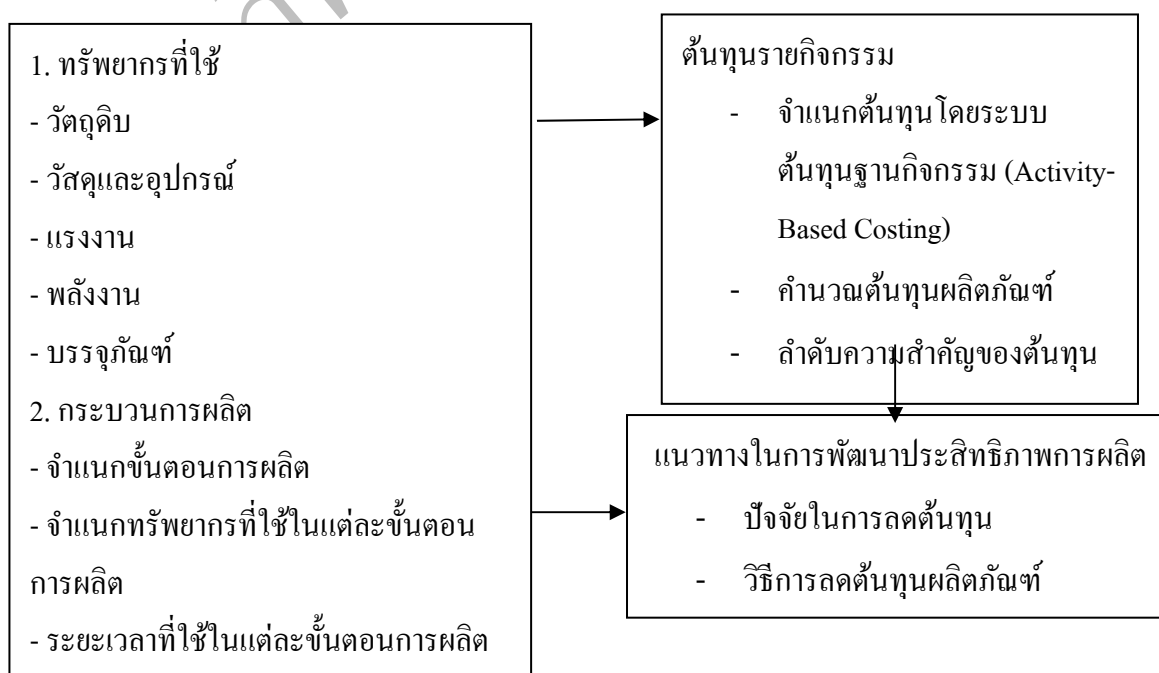 1. ทรัพยากรที่ใช้
- วัตถุดิบ
- วัสดุและอุปกรณ์
- แรงงาน
- พลังงาน
- บรรจุภัณฑ์
2. กระบวนการผลิต
- จำแนกขั้นตอนการผลิต
- จำแนกทรัพยากรที่ใช้ในแต่ละขั้นตอน
การผลิต
- ระยะเวลาที่ใช้ในแต่ละขั้นตอนการผลิต
ต้นทุนรายกิจกรรม
- จำแนกต้นทุนโดยระบบ
ต้นทุนฐานกิจกรรม (Activity-
Based Costing)
- คำนวณต้นทุนผลิตภัณฑ์
- ลำดับความสำคัญของต้นทุน
แนวทางในการพัฒนาประสิทธิภาพการผลิต
- ปัจจัยในการลดต้นทุน
- วิธีการลดต้นทุนผลิตภัณฑ์